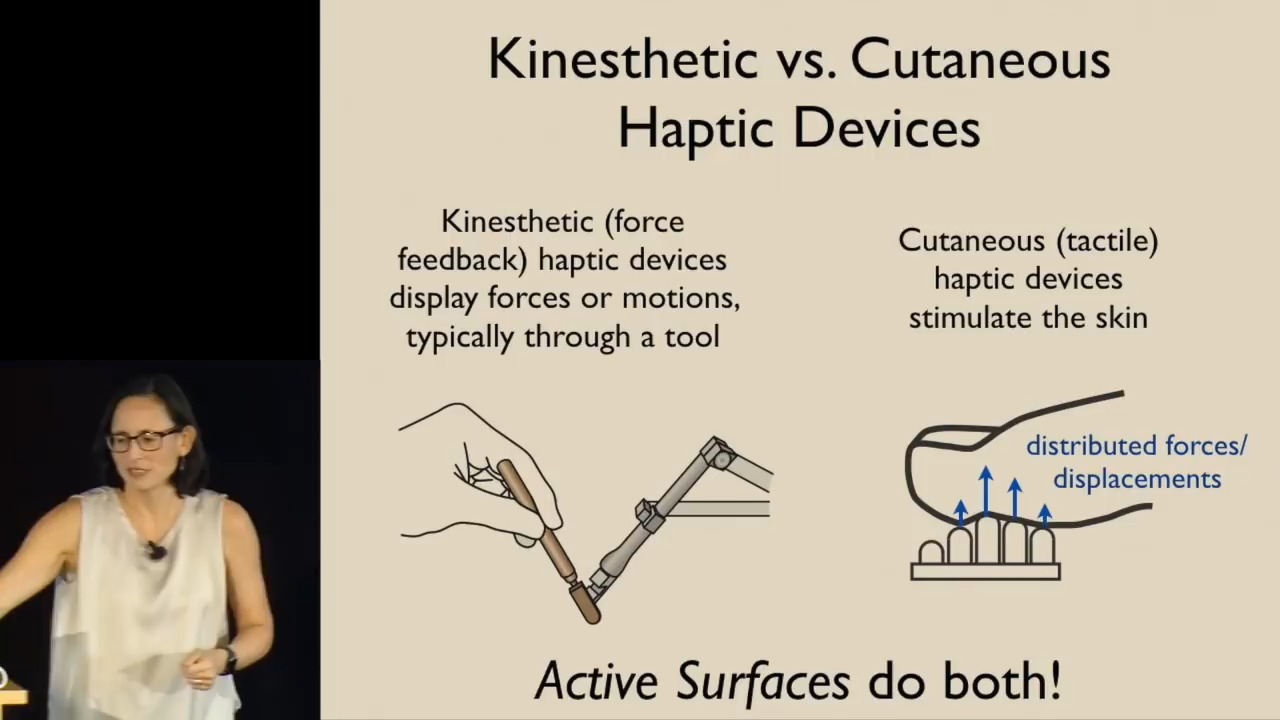 Kinesthetic vs. Cutaneous
Haptic Devices
Kinesthetic (force
feedback) haptic devices
display forces or motions,
typically through a tool
Cutaneous (tactile)
haptic devices
stimulate the skin
distributed forces/
displacements
Active Surfaces do both!